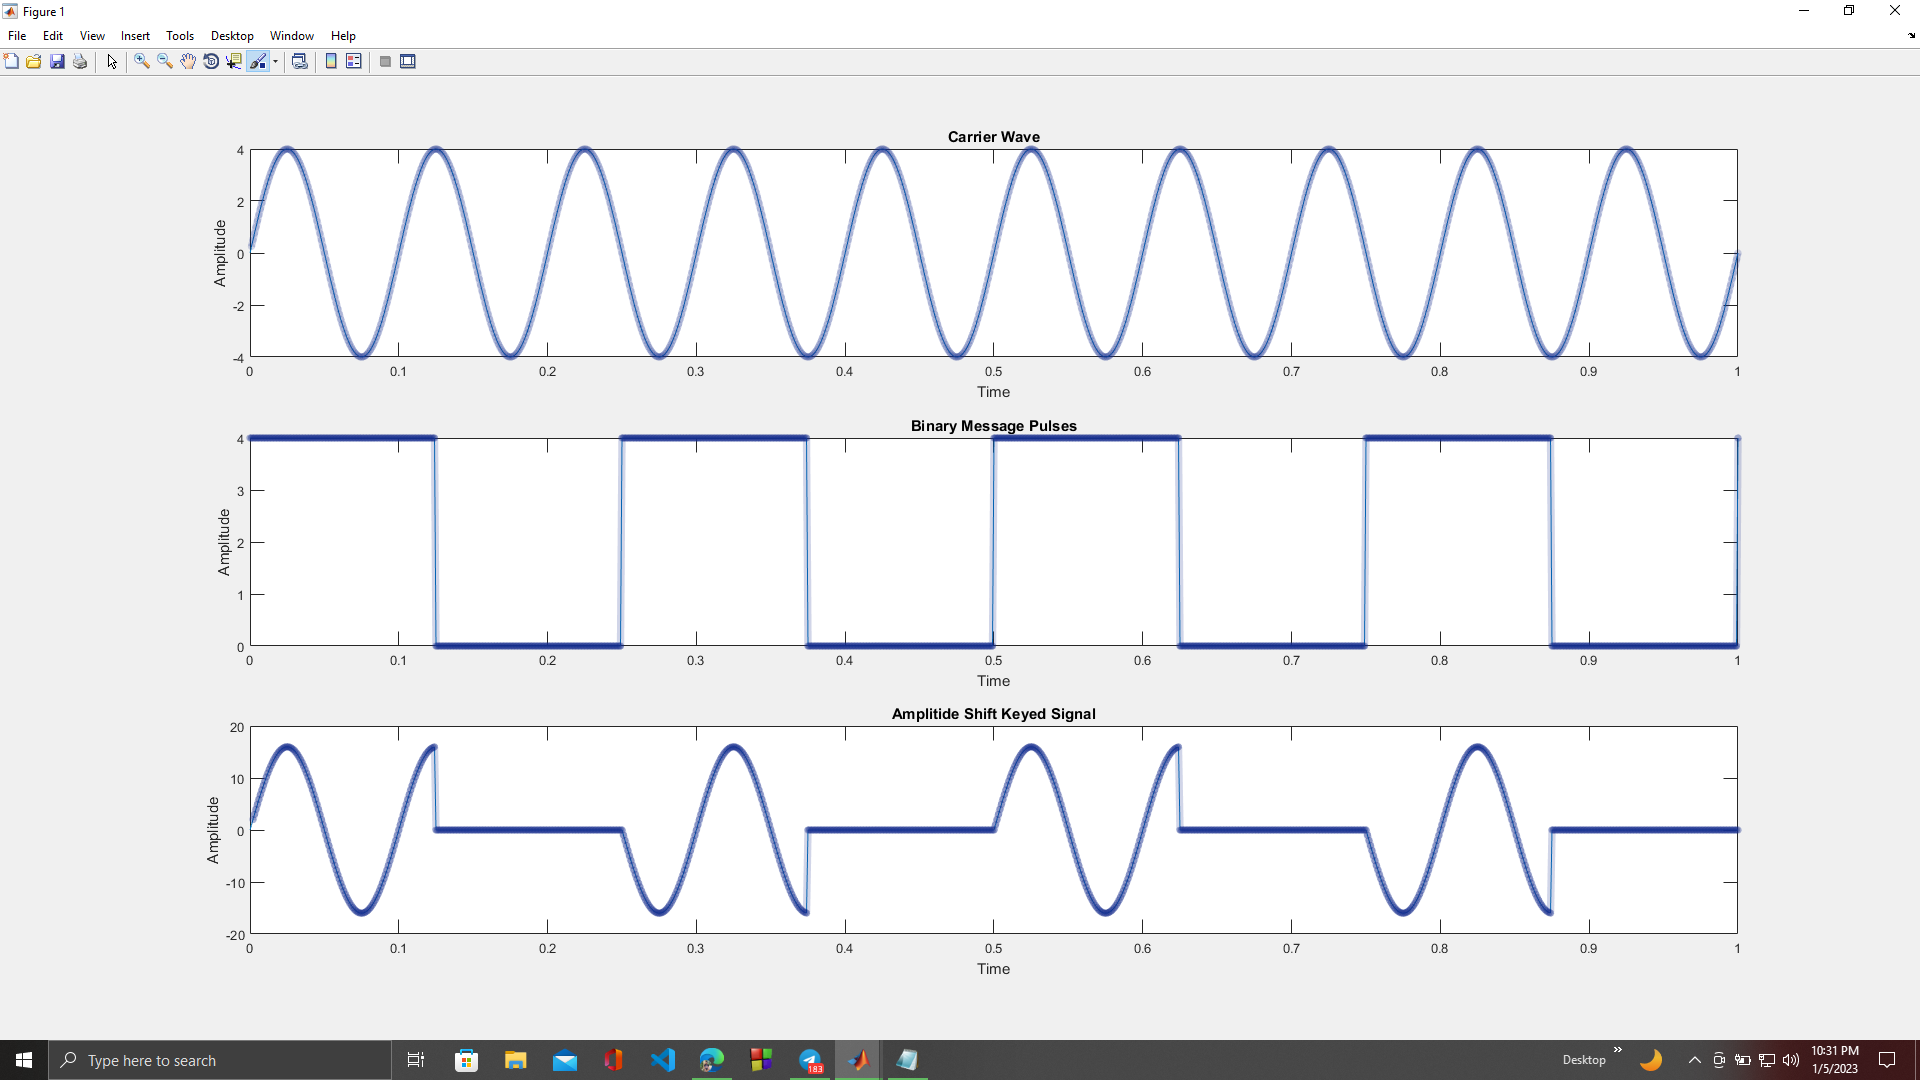 Figure 1
File Edit View Insert Tools Desktop Window Help
Carrier Wave
4
2
0
-2
-4
Amplitude
0 0.1 0.2 0.3 0.4 0.5 0.6 0.7 0.8 0.9 1
Time
Binary Message Pulses
4
3
2
1
0
Amplitude
0 0.1 0.2 0.3 0.4 0.5 0.6 0.7 0.8 0.9 1
Time
Amplitide Shift Keyed Signal
20
10
0
-10
-20
Amplitude
0 0.1 0.2 0.3 0.4 0.5 0.6 0.7 0.8 0.9 1
Time
Type here to search
183
Desktop
10:31 PM
1/5/2023